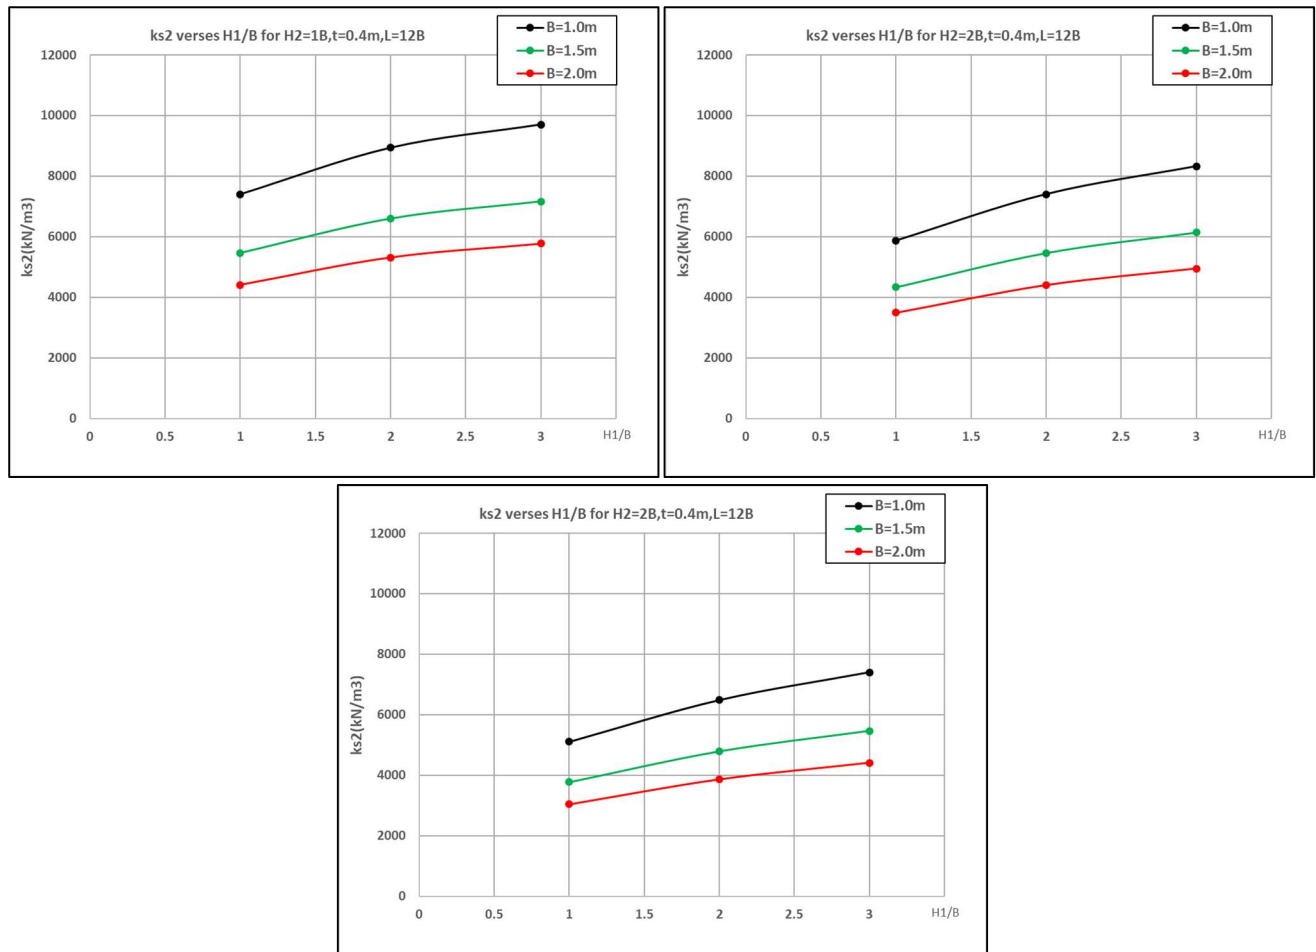 ks2 verses H1/B for H2=1B,t=0.4m,L=12B
B=1.0m
B=1.5m
B=2.0m
12000
10000
8000
6000
4000
2000
0
ks2(kN/m3)
0 0.5 1 1.5 2 2.5 3 H1/B
ks2 verses H1/B for H2=2B,t=0.4m,L=12B
B=1.0m
B=1.5m
B=2.0m
12000
10000
8000
6000
4000
2000
0
ks2(kN/m3)
0 0.5 1 1.5 2 2.5 3 H1/B
ks2 verses H1/B for H2=2B,t=0.4m,L=12B
B=1.0m
B=1.5m
B=2.0m
12000
10000
8000
6000
4000
2000
0
ks2(kN/m3)
0 0.5 1 1.5 2 2.5 3 H1/B